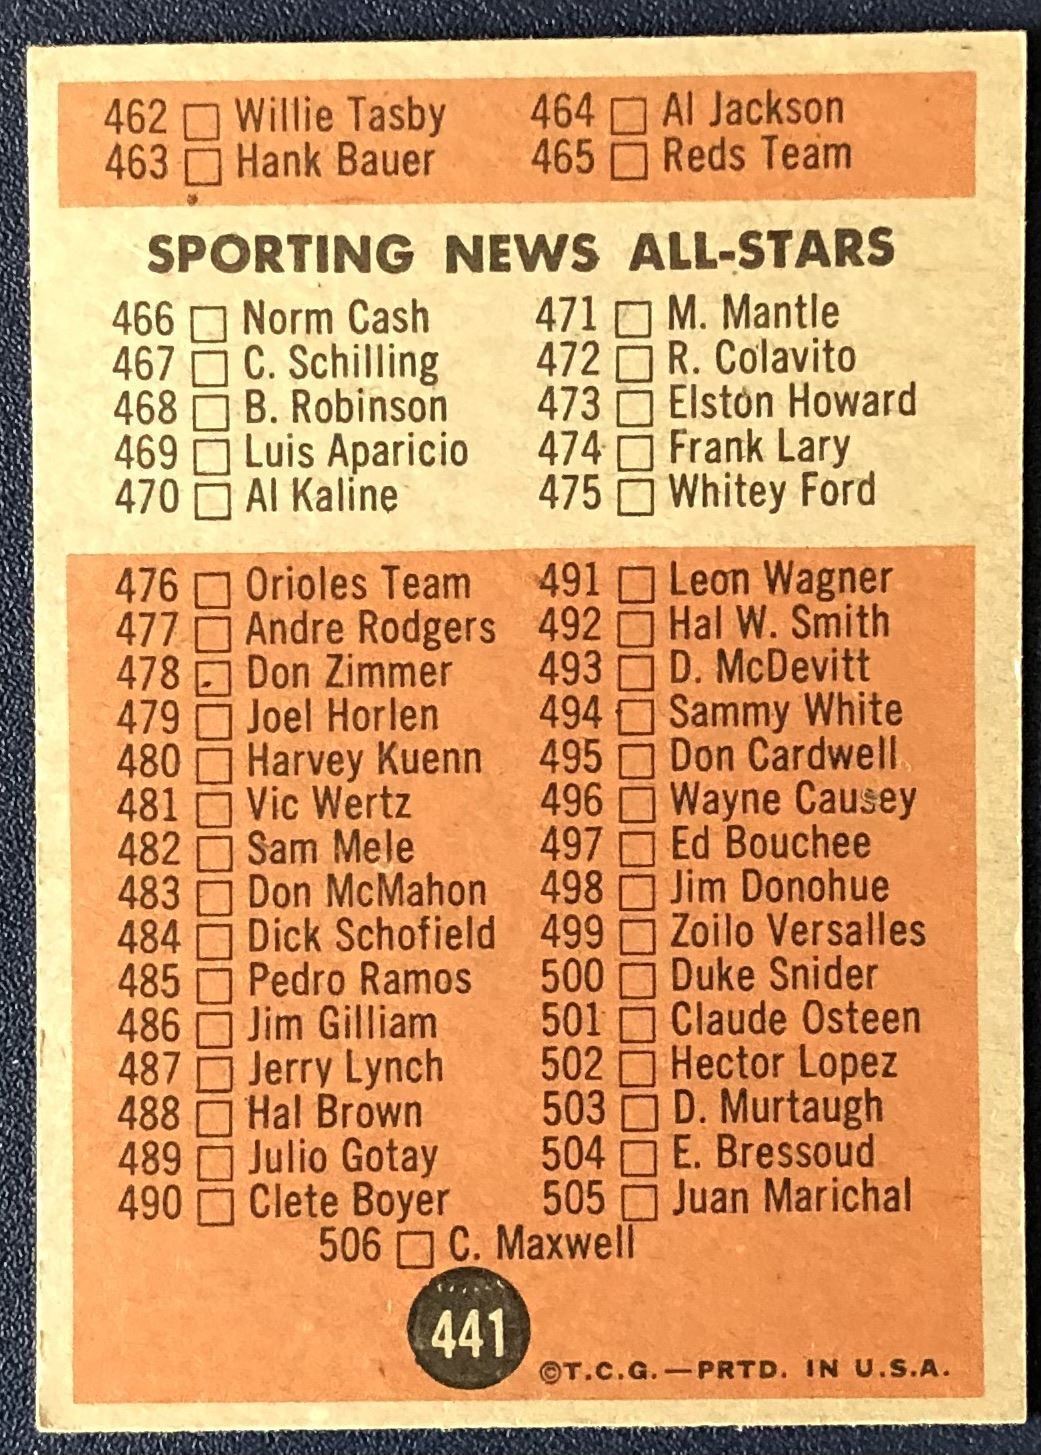 462 □ Willie Tasby 464 □ Al Jackson
463 □ Hank Bauer 465 □ Reds Team
SPORTING NEWS ALL-STARS
466 □ Norm Cash 471 □ M. Mantle
467 □ C. Schilling 472 □ R. Colavito
468 □ B. Robinson 473 □ Elston Howard
469 □ Luis Aparicio 474 □ Frank Lary
470 □ Al Kaline 475 □ Whitey Ford
476 □ Orioles Team 491 □ Leon Wagner
477 □ Andre Rodgers 492 □ Hal W. Smith
478 □ Don Zimmer 493 □ D. McDevitt
479 □ Joel Horlen 494 □ Sammy White
480 □ Harvey Kuenn 495 □ Don Cardwell
481 □ Vic Wertz 496 □ Wayne Causey
482 □ Sam Mele 497 □ Ed Bouchee
483 □ Don McMahon 498 □ Jim Donohue
484 □ Dick Schofield 499 □ Zoilo Versalles
485 □ Pedro Ramos 500 □ Duke Snider
486 □ Jim Gilliam 501 □ Claude Osteen
487 □ Jerry Lynch 502 □ Hector Lopez
488 □ Hal Brown 503 □ D. Murtaugh
489 □ Julio Gotay 504 □ E. Bressoud
490 □ Clete Boyer 505 □ Juan Marichal
506 □ C. Maxwell
441
©T.C.G.—PRTD. IN U.S.A.